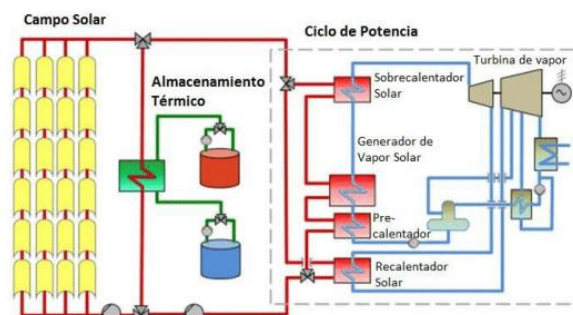 Campo Solar
Ciclo de Potencia
Turbina de vapor
Almacenamiento
Térmico
Sobrecalentador
Solar
Generador de
Vapor Solar
Pre-
calentador
Recalentador
Solar